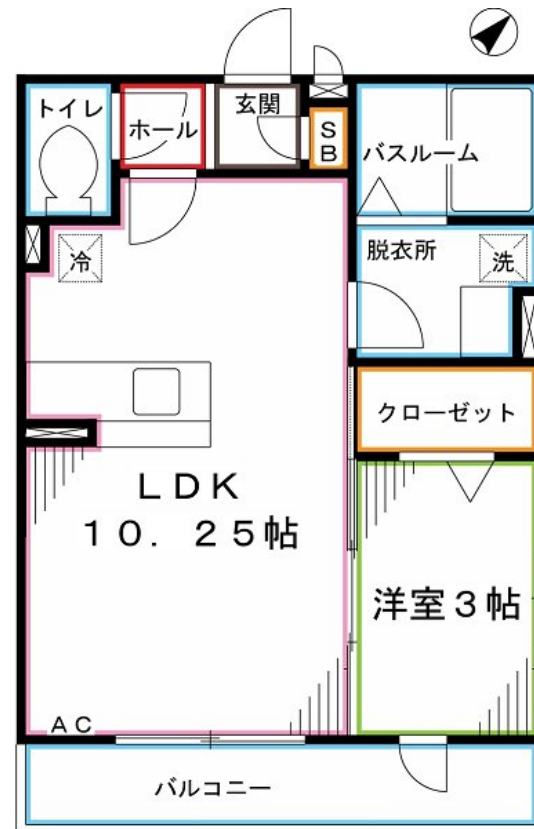 トイレ
ホール
玄関
S
B
バスルーム
冷
脱衣所
洗
クローゼット
LDK
10.25帖
洋室3帖
AC
バルコニー